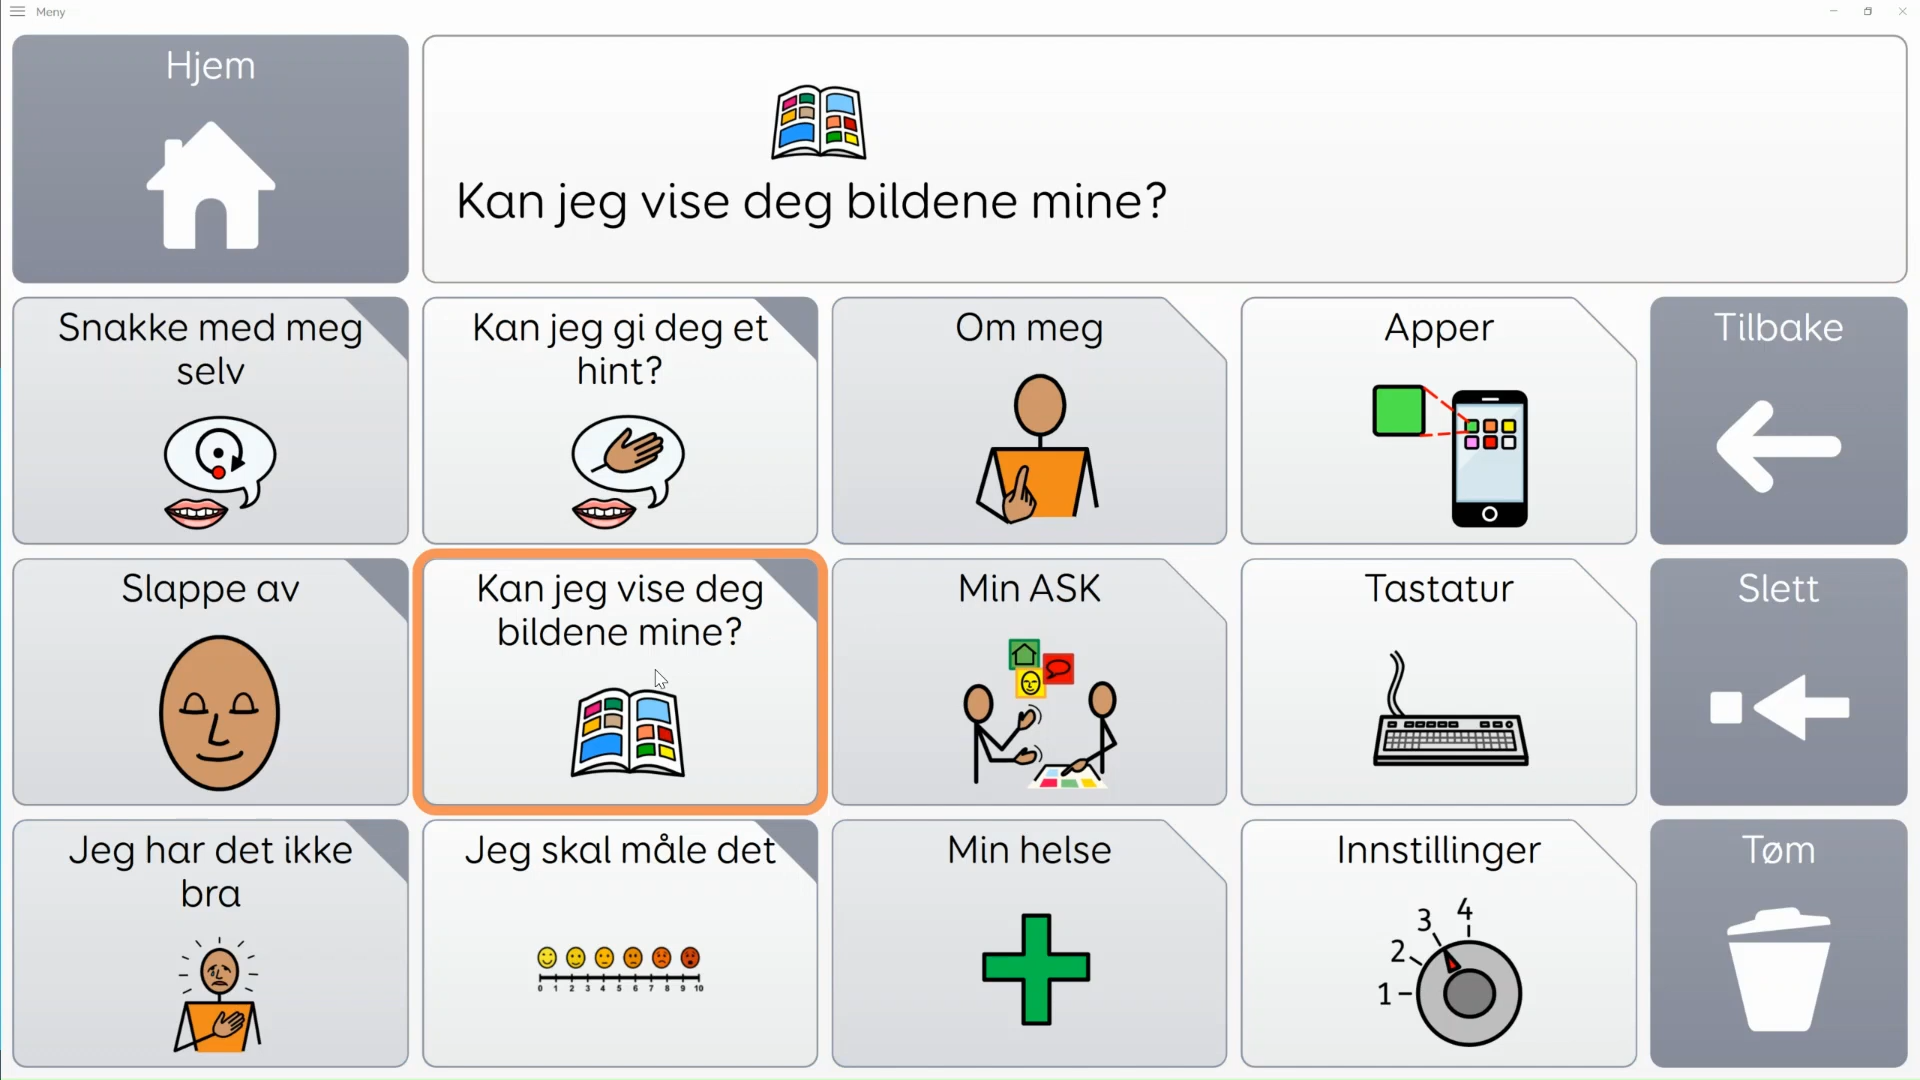 Meny
Hjem
Kan jeg vise deg bildene mine?
Snakke med meg
selv
Kan jeg gi deg et
hint?
Om meg
Apper
Tilbake
Slappe av
Kan jeg vise deg
bildene mine?
Min ASK
Tastatur
Slett
Jeg har det ikke
bra
Jeg skal måle det
0 1 2 3 4 5 6 7 8 9 10
Min helse
Innstillinger
1 2 3 4
Tøm